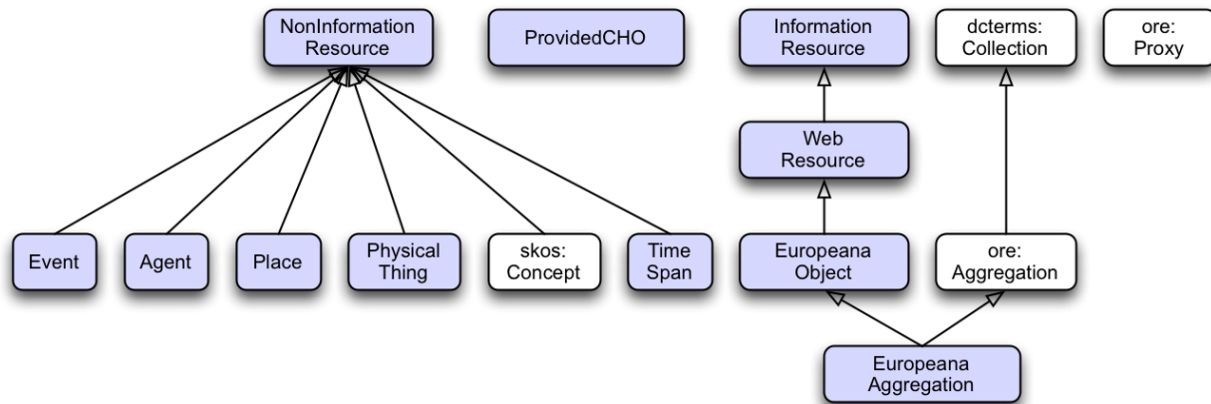 NonInformation
Resource
ProvidedCHO
Information
Resource
dcterms:
Collection
ore:
Proxy
Web
Resource
Event
Agent
Place
Physical
Thing
skos:
Concept
Time
Span
Europeana
Object
ore:
Aggregation
Europeana
Aggregation